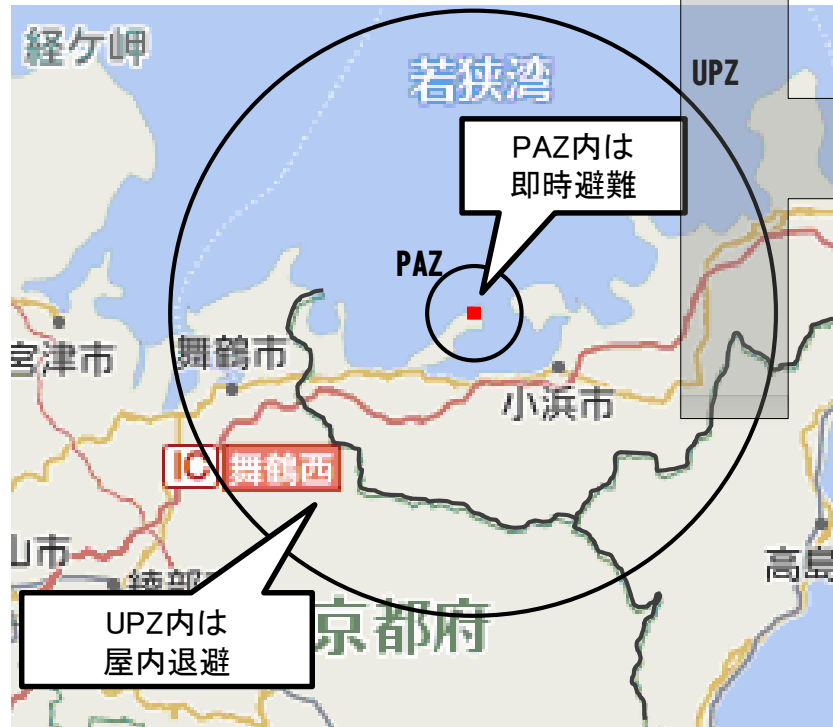 経ケ岬
若狭湾
UPZ
PAZ内は
即時避難
PAZ
宮津市
舞鶴市
小浜市
IC 舞鶴西
山市
高島
綾部
京都府
UPZ内は
屋内退避